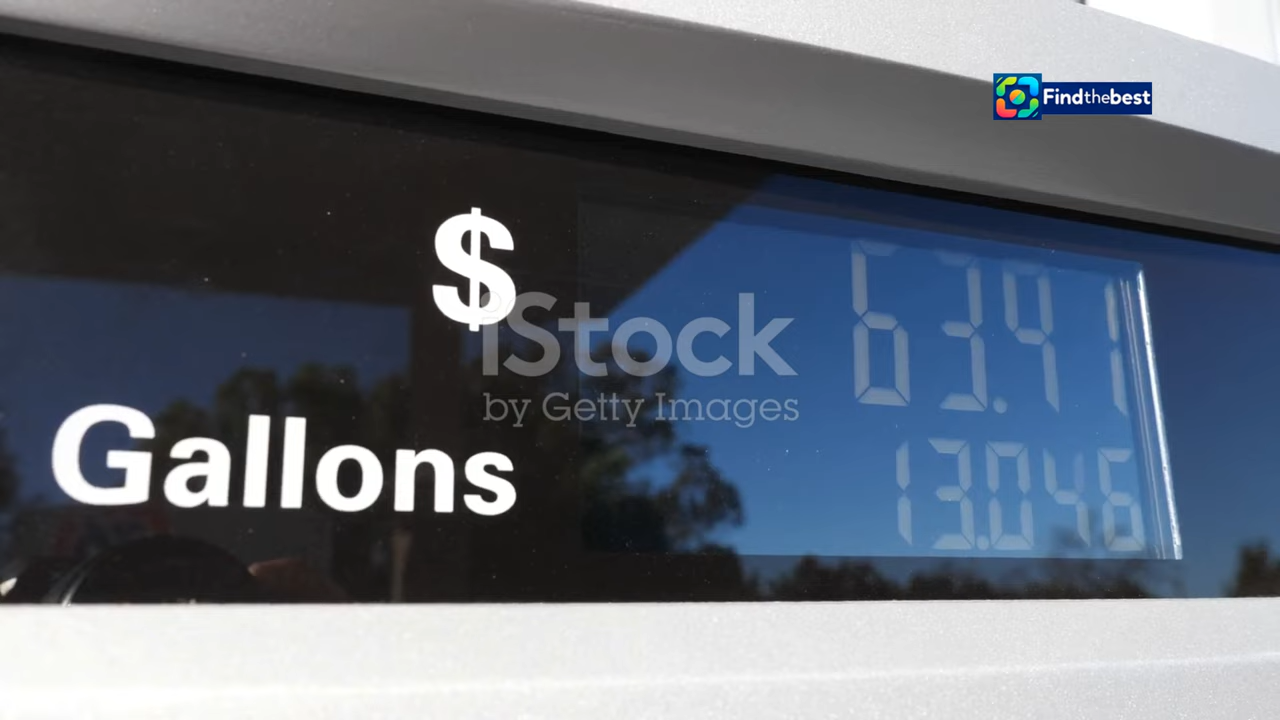 Findthebest
$ 63.41
iStock
by Getty Images
Gallons 13.046